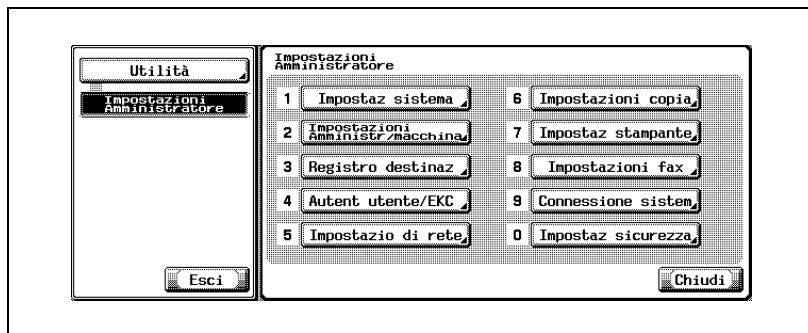 Utilità
Impostazioni
Amministratore
Esci
Impostazioni
Amministratore
1 Impostaz sistema
2 Impostazioni
Amministr/macchina
3 Registro destinaz
4 Autent utente/EKC
5 Impostazio di rete
6 Impostazioni copia
7 Impostaz stampante
8 Impostazioni fax
9 Connessione sistem
0 Impostaz sicurezza
Chiudi